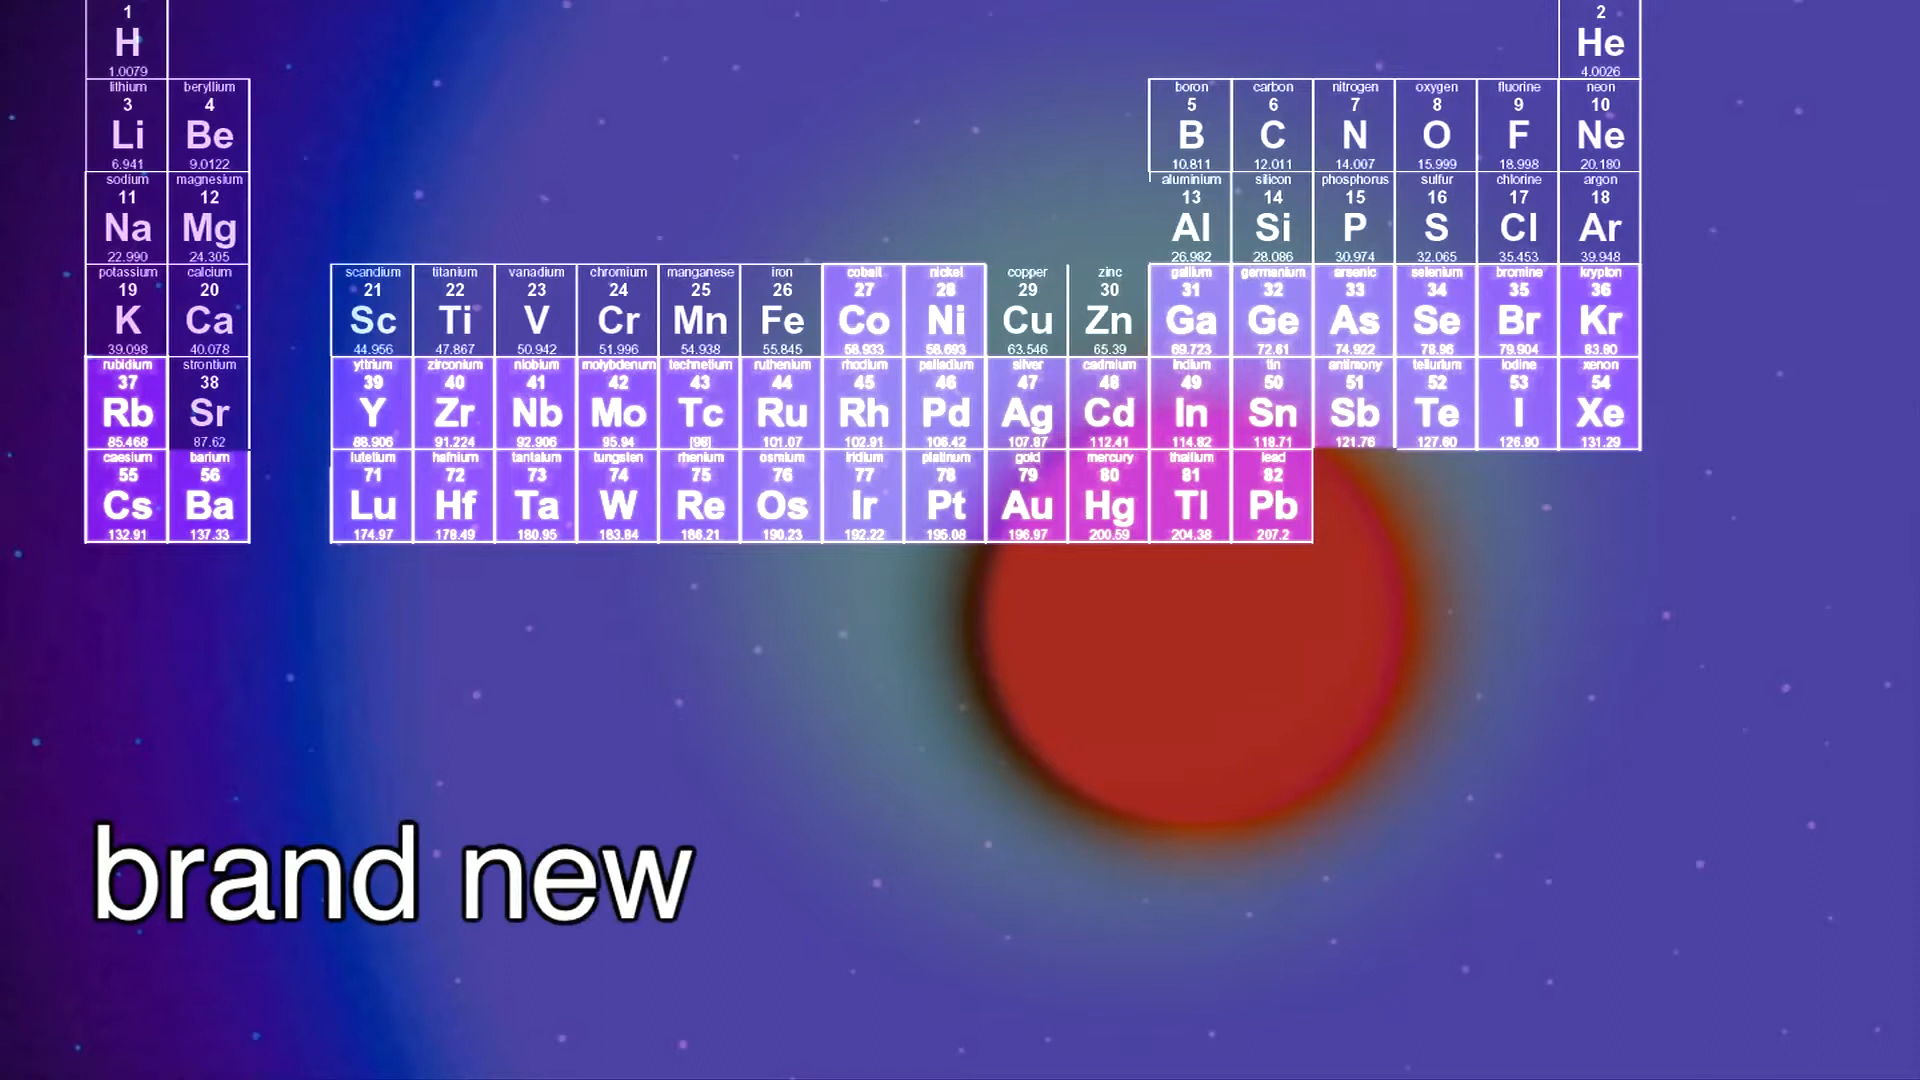 1 2
H He
1.0079 4.0026
lithium beryllium boron carbon nitrogen oxygen fluorine neon
3 4 5 6 7 8 9 10
Li Be B C N O F Ne
6.941 9.0122 10.811 12.011 14.007 15.999 18.998 20.180
sodium magnesium aluminium silicon phosphorus sulfur chlorine argon
11 12 13 14 15 16 17 18
Na Mg Al Si P S Cl Ar
22.990 24.305 26.982 28.086 30.974 32.065 35.453 39.948
potassium calcium scandium titanium vanadium chromium manganese iron cobalt nickel copper zinc gallium germanium arsenic selenium bromine krypton
19 20 21 22 23 24 25 26 27 28 29 30 31 32 33 34 35 36
K Ca Sc Ti V Cr Mn Fe Co Ni Cu Zn Ga Ge As Se Br Kr
39.098 40.078 44.956 47.867 50.942 51.996 54.938 55.845 58.933 58.693 63.546 65.39 69.723 72.61 74.922 78.96 79.904 83.80
rubidium strontium yttrium zirconium niobium molybdenum technetium ruthenium rhodium palladium silver cadmium indium tin antimony tellurium iodine xenon
37 38 39 40 41 42 43 44 45 46 47 48 49 50 51 52 53 54
Rb Sr Y Zr Nb Mo Tc Ru Rh Pd Ag Cd In Sn Sb Te I Xe
85.468 87.62 88.906 91.224 92.906 95.94 [98] 101.07 102.91 106.42 107.87 112.41 114.82 118.71 121.76 127.60 126.90 131.29
caesium barium lutetium hafnium tantalum tungsten rhenium osmium iridium platinum gold mercury thallium lead
55 56 71 72 73 74 75 76 77 78 79 80 81 82
Cs Ba Lu Hf Ta W Re Os Ir Pt Au Hg Tl Pb
132.91 137.33 174.97 178.49 180.95 183.84 186.21 190.23 192.22 195.08 196.97 200.59 204.38 207.2
brand new